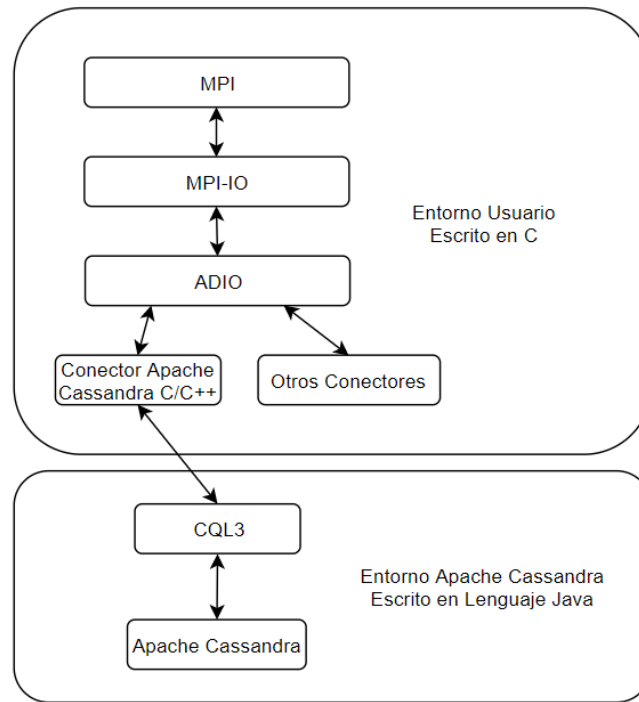 MPI
MPI-IO
Entorno Usuario
Escrito en C
ADIO
Conector Apache
Cassandra C/C++
Otros Conectores
CQL3
Entorno Apache Cassandra
Escrito en Lenguaje Java
Apache Cassandra